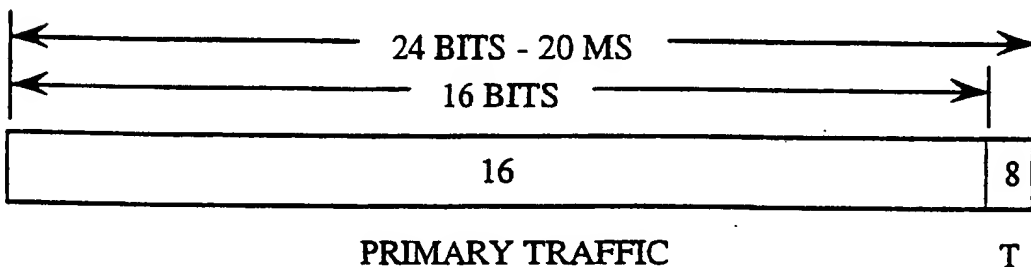 24 BITS - 20 MS
16 BITS
16 8
PRIMARY TRAFFIC T